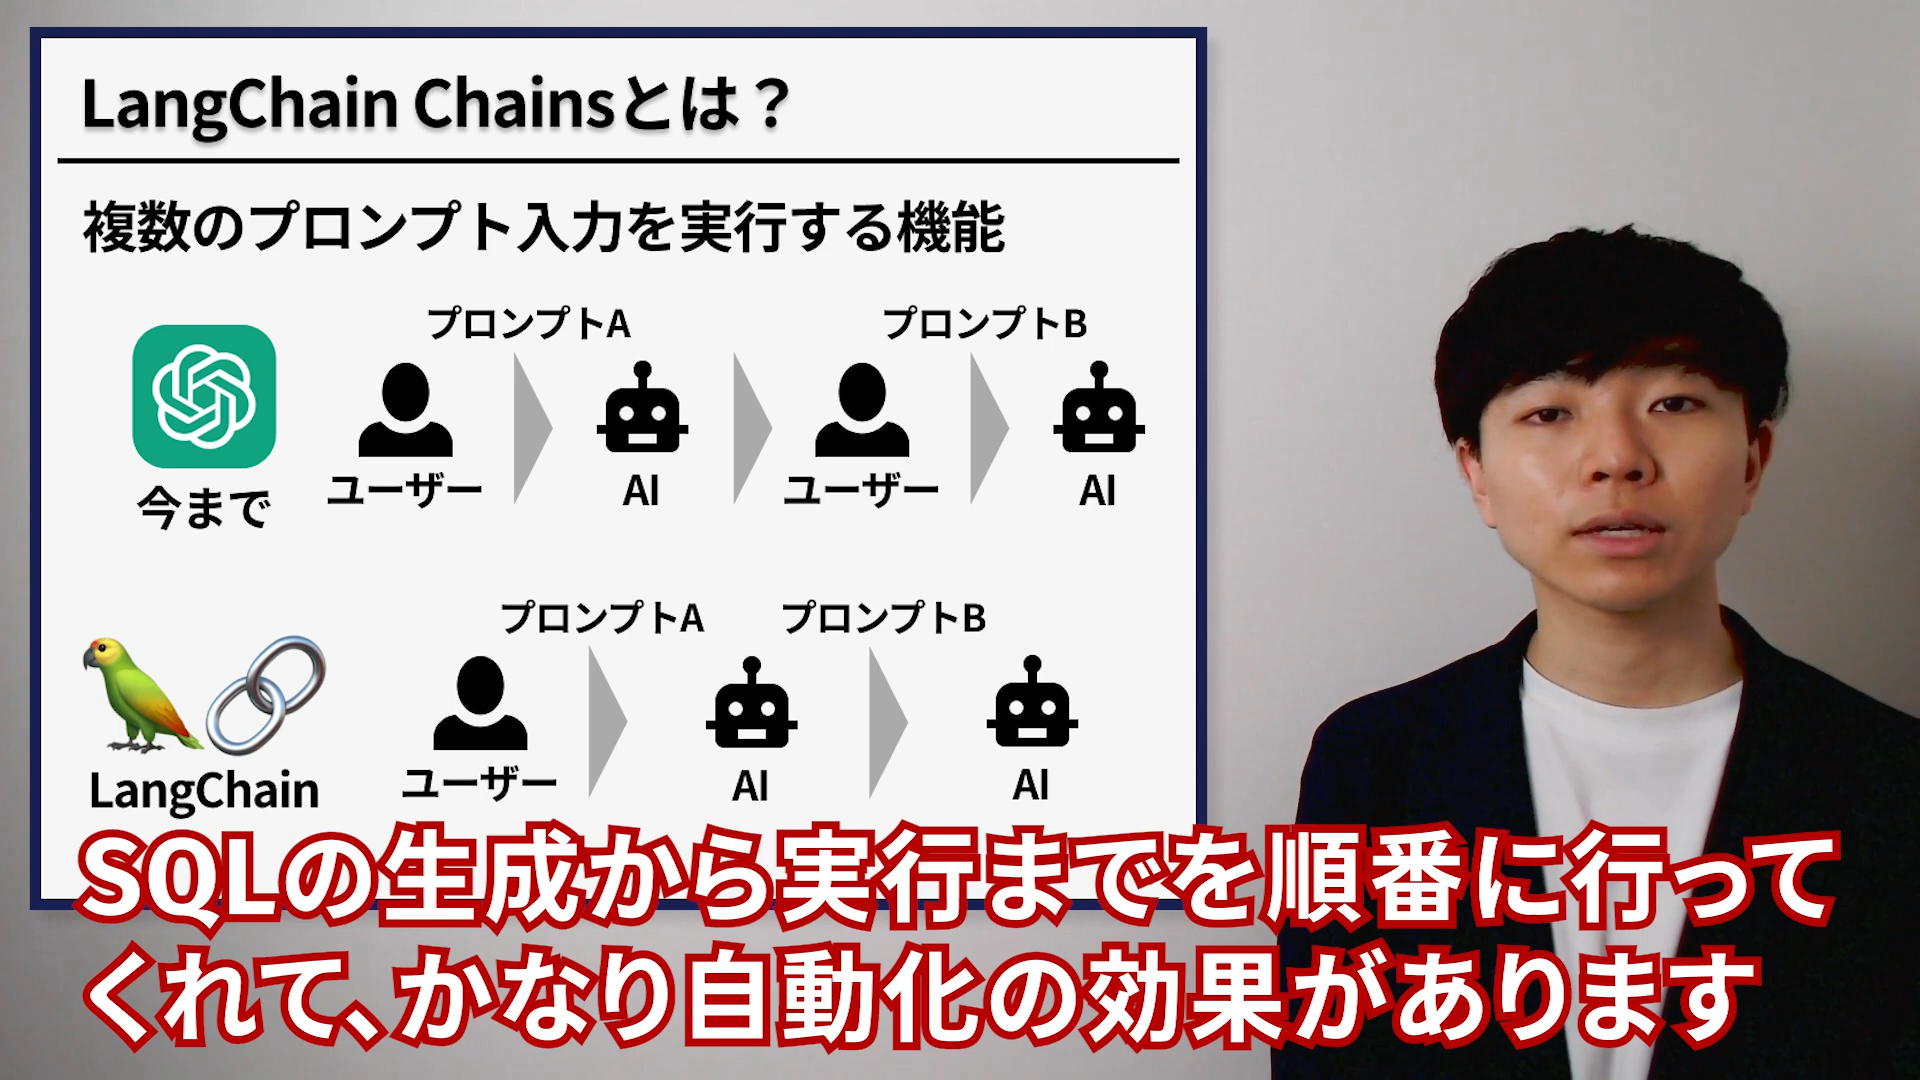 LangChain Chainsとは？
複数のプロンプト入力を実行する機能
プロンプトA
プロンプトB
今まで
ユーザー
AI
ユーザー
AI
プロンプトA
プロンプトB
LangChain
ユーザー
AI
AI
SQLの生成から実行までを順番に行って
くれて、かなり自動化の効果があります